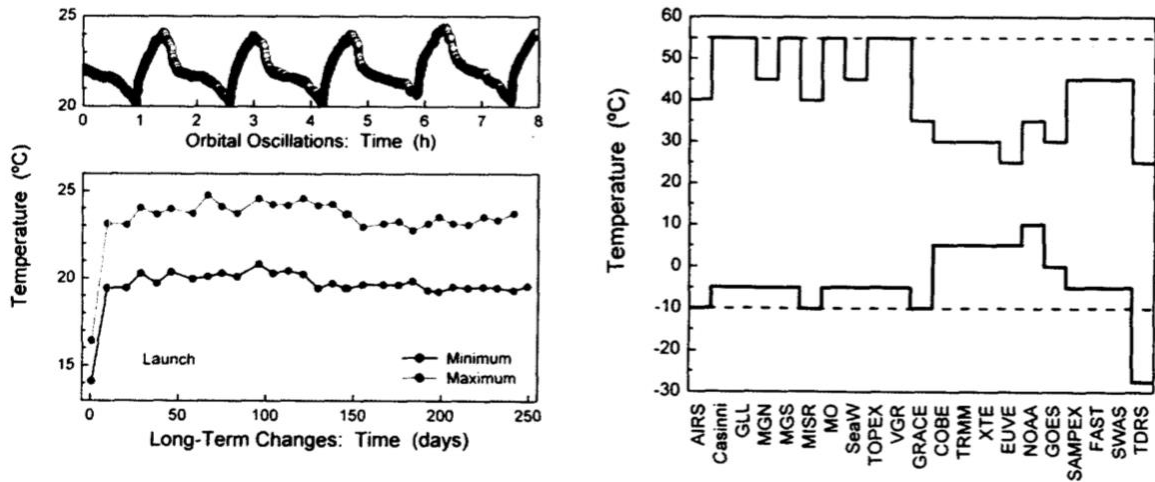 Temperature (ºC)
25
20
0 1 2 3 4 5 6 7 8
Orbital Oscillations: Time (h)
25
20
15
Launch
Minimum
Maximum
0 50 100 150 200 250
Long-Term Changes: Time (days)
Temperature (ºC)
60
50
40
30
20
10
0
-10
-20
-30
AIRS
Casinni
GLL
MGN
MGS
MISR
MO
SeaW
TOPEX
VGR
GRACE
COBE
TRMM
XTE
EUVE
NOAA
GOES
SAMPEX
FAST
SWAS
TDRS